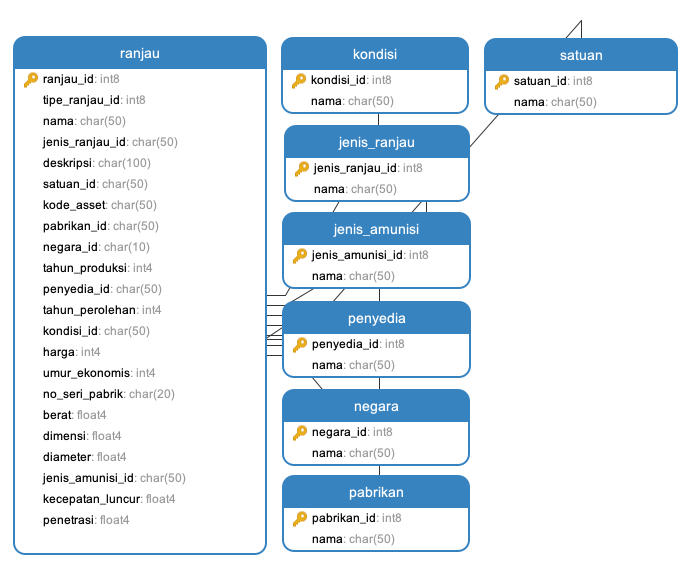 ranjau
ranjau_id: int8
tipe_ranjau_id: int8
nama: char(50)
jenis_ranjau_id: char(50)
deskripsi: char(100)
satuan_id: char(50)
kode_asset: char(50)
pabrikan_id: char(50)
negara_id: char(10)
tahun_produksi: int4
penyedia_id: char(50)
tahun_perolehan: int4
kondisi_id: char(50)
harga: int4
umur_ekonomis: int4
no_seri_pabrik: char(20)
berat: float4
dimensi: float4
diameter: float4
jenis_amunisi_id: char(50)
kecepatan_luncur: float4
penetrasi: float4
kondisi
kondisi_id: int8
nama: char(50)
jenis_ranjau
jenis_ranjau_id: int8
nama: char(50)
jenis_amunisi
jenis_amunisi_id: int8
nama: char(50)
penyedia
penyedia_id: int8
nama: char(50)
negara
negara_id: int8
nama: char(50)
pabrikan
pabrikan_id: int8
nama: char(50)
satuan
satuan_id: int8
nama: char(50)